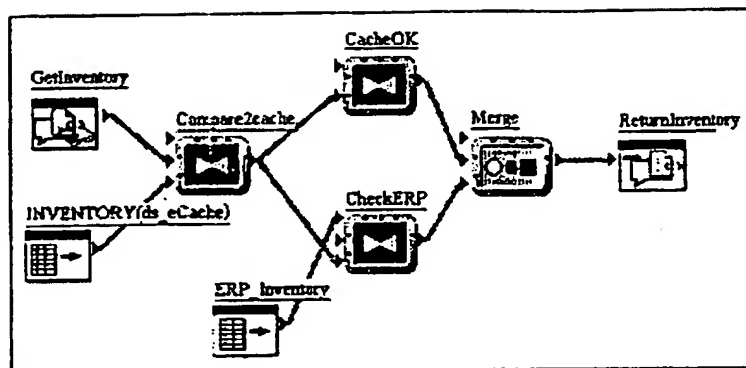 CacheOK
GetInventory
Compare2cache
Merge
ReturnInventory
INVENTORY(ds_eCache)
CheckERP
ERP_Inventory